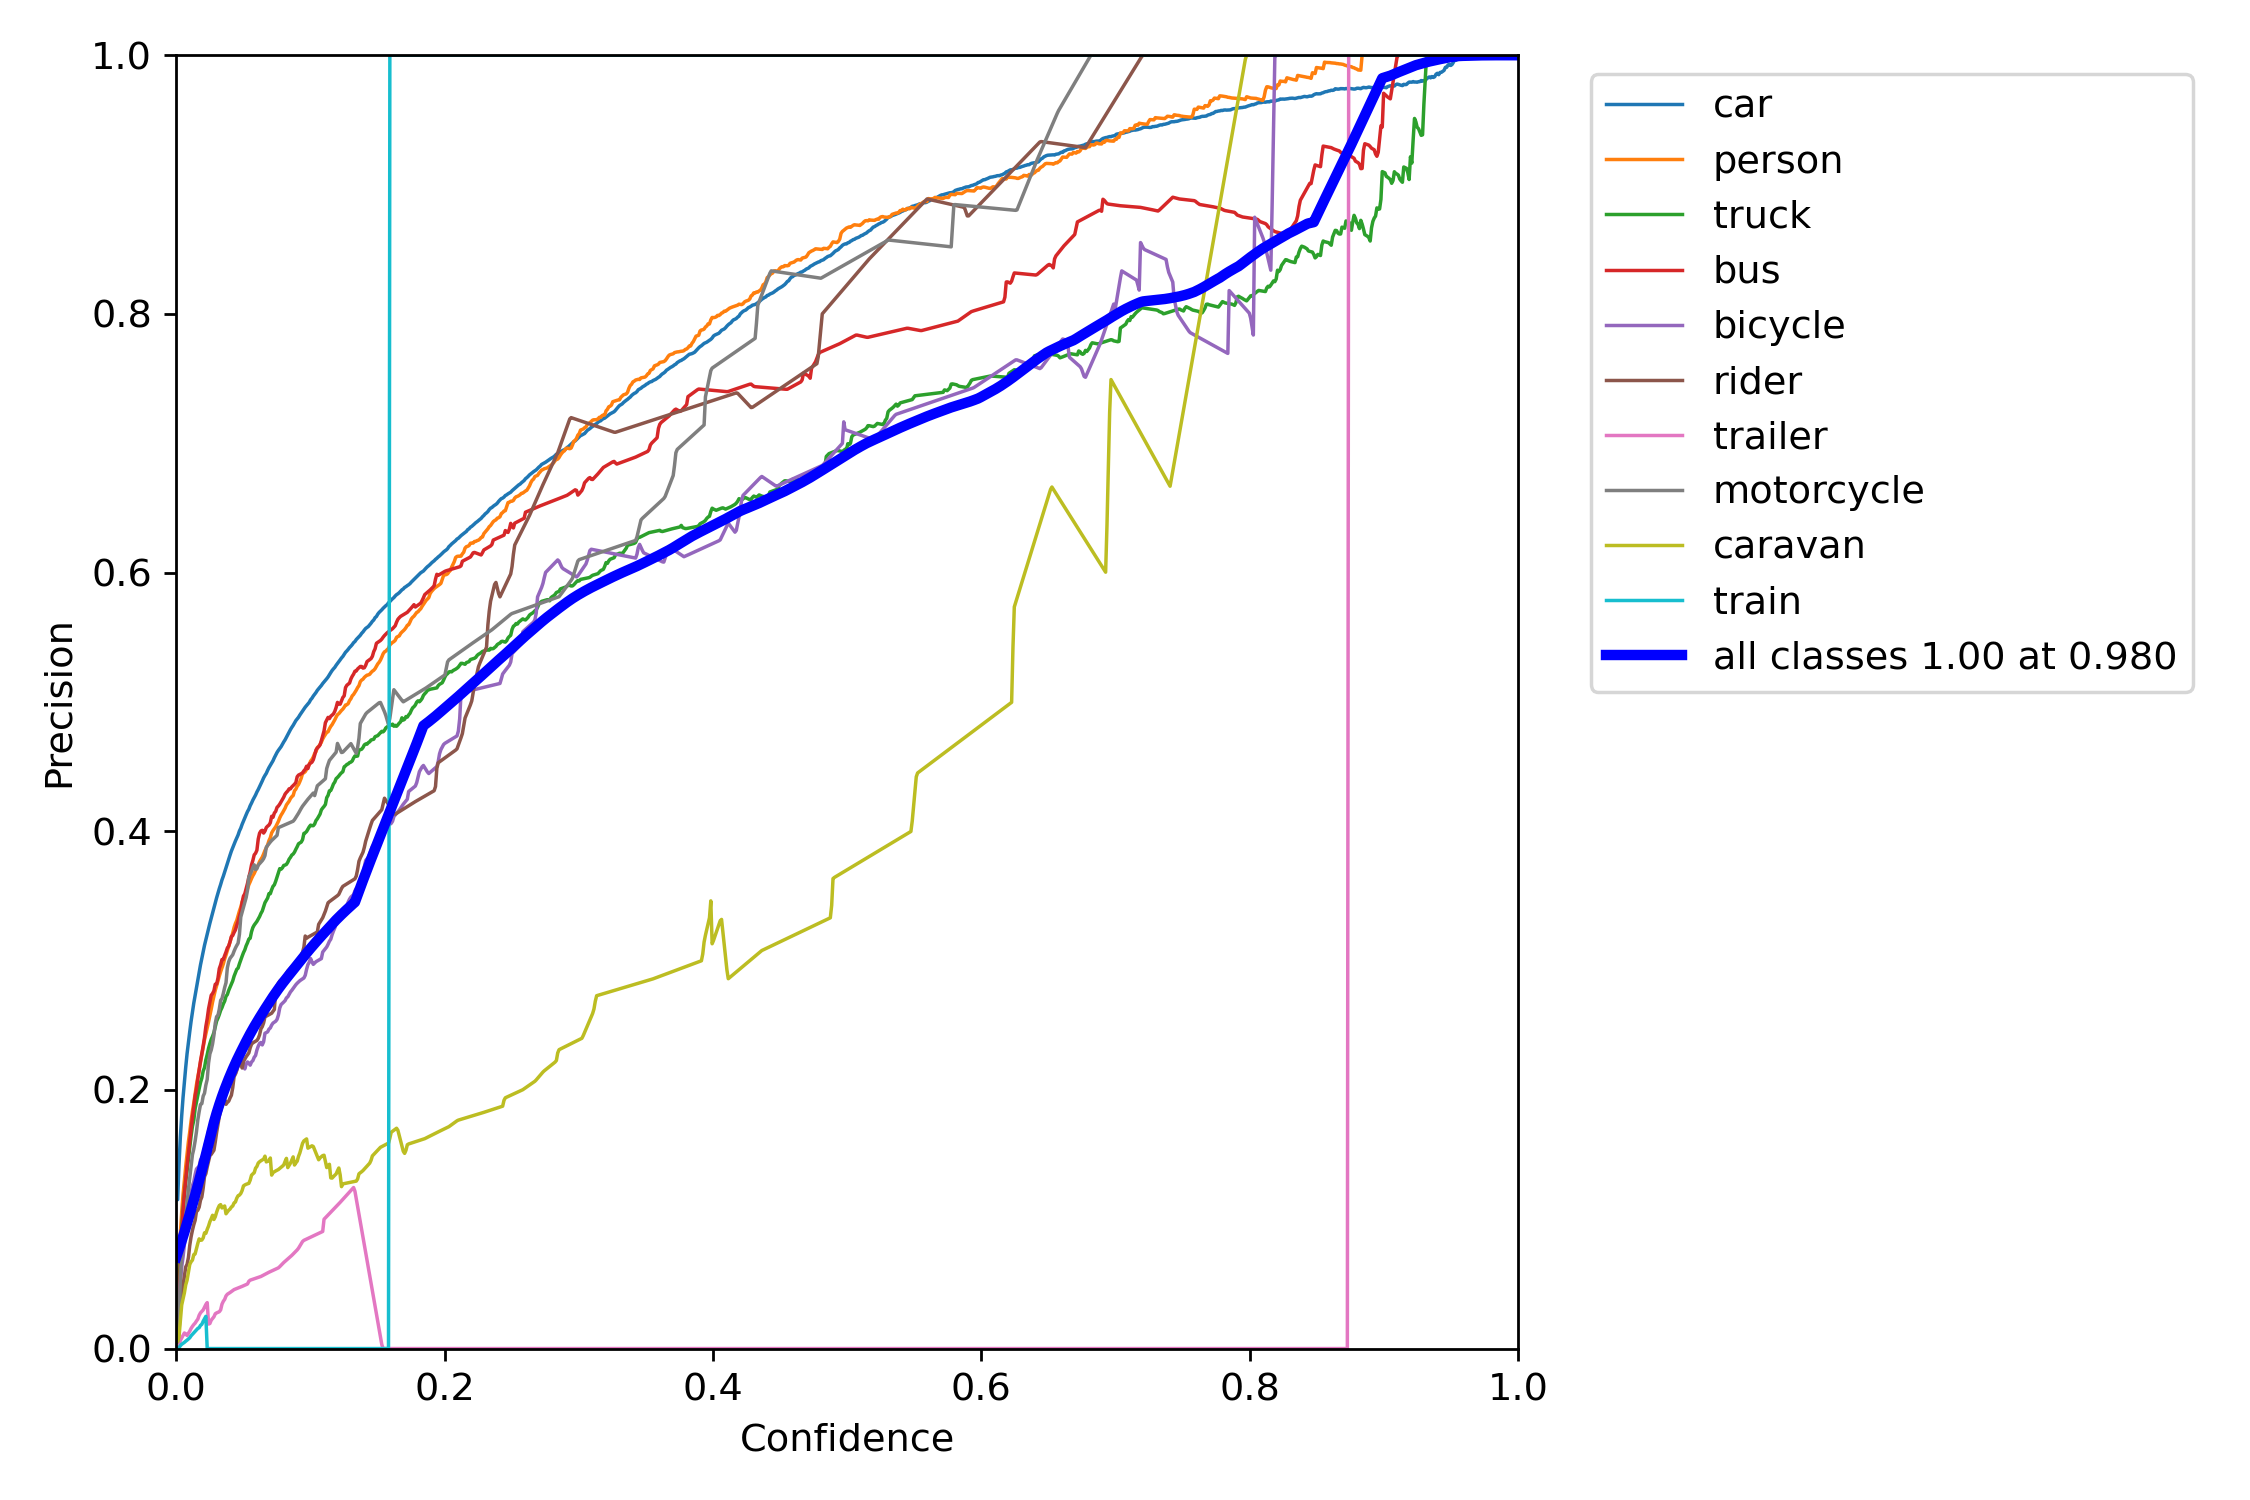 1.0
0.8
0.6
0.4
0.2
0.0
Precision
0.0 0.2 0.4 0.6 0.8 1.0
Confidence
car
person
truck
bus
bicycle
rider
trailer
motorcycle
caravan
train
all classes 1.00 at 0.980